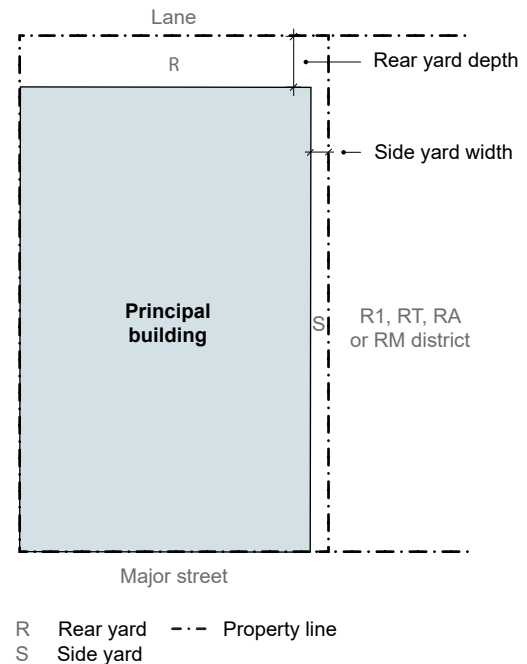 Lane
R
Rear yard depth
Side yard width
Principal
building
S
R1, RT, RA
or RM district
Major street
R Rear yard Property line
S Side yard